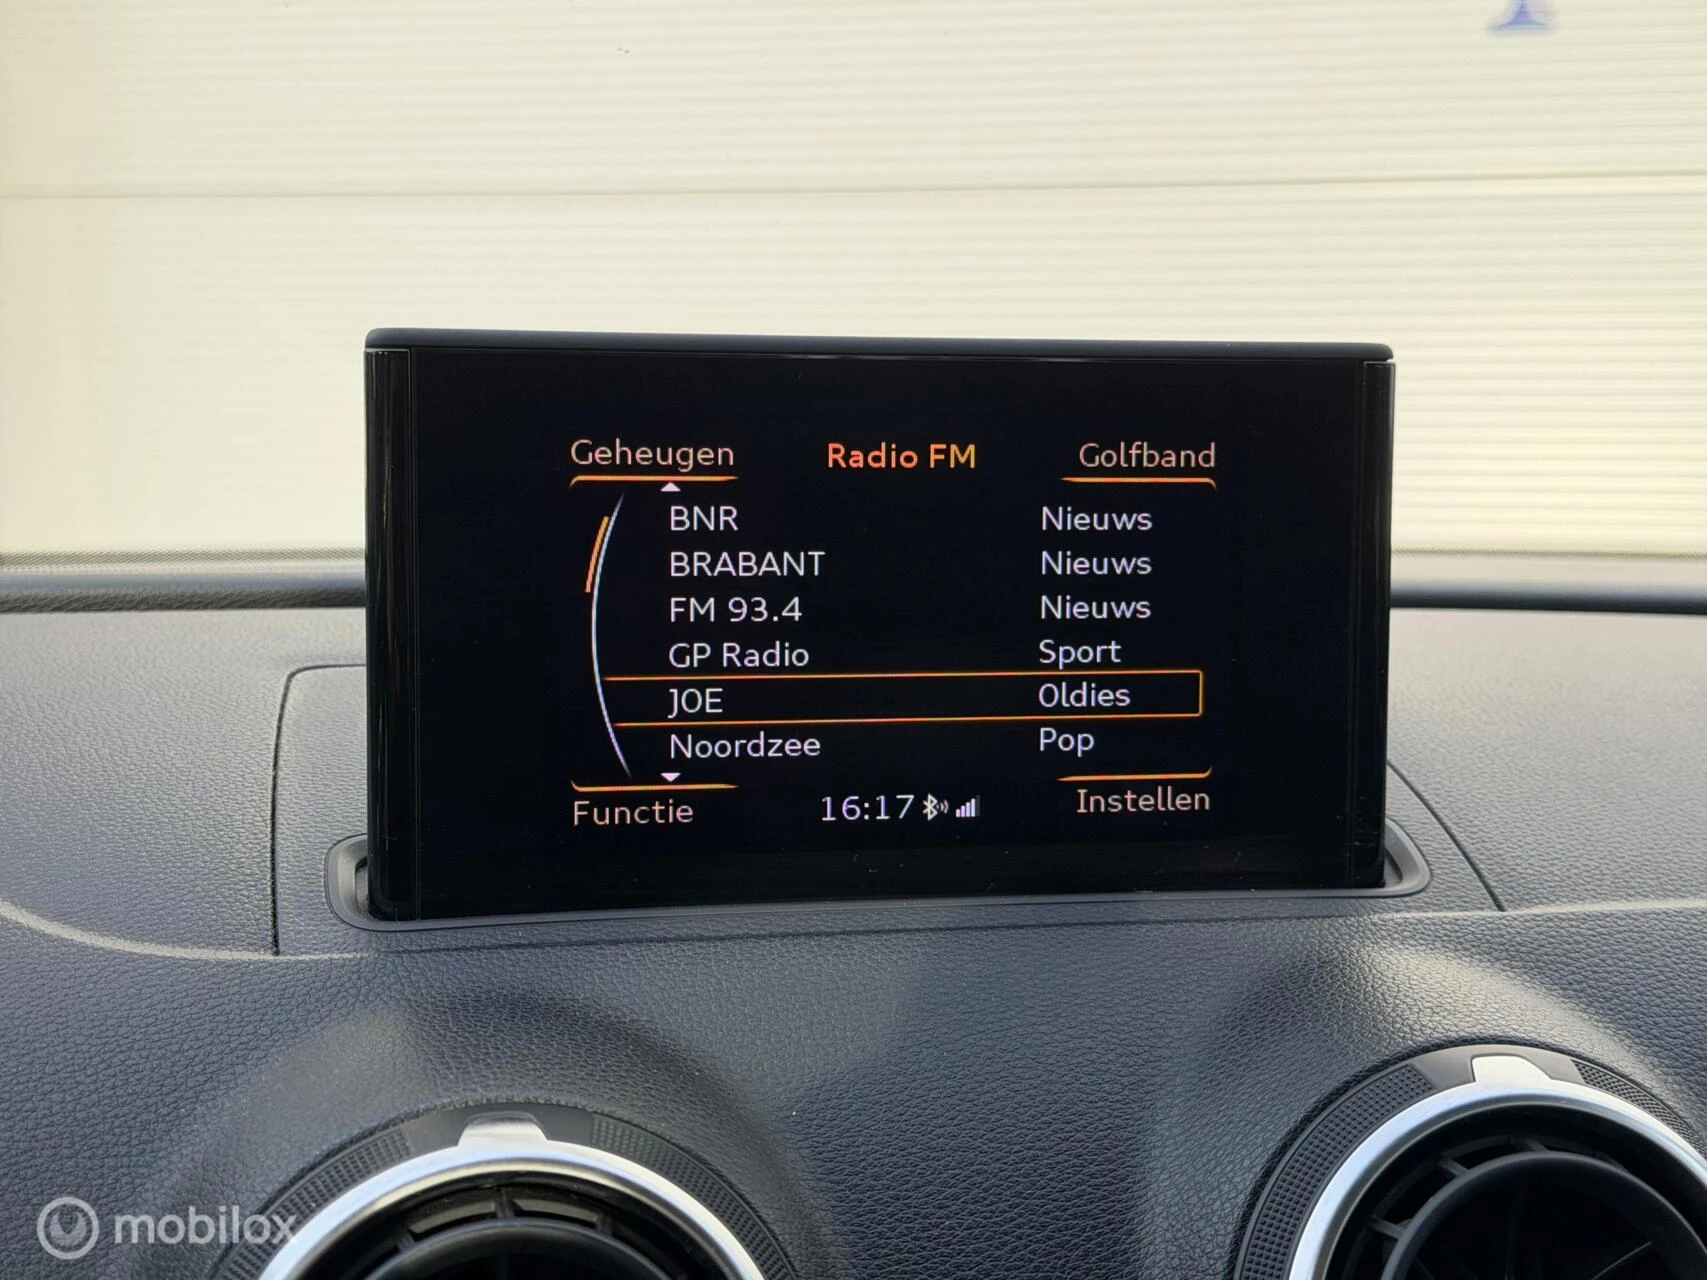 Geheugen Radio FM Golfband
BNR Nieuws
BRABANT Nieuws
FM 93.4 Nieuws
GP Radio Sport
JOE Oldies
Noordzee Pop
Functie 16:17 Instellen
mobilox